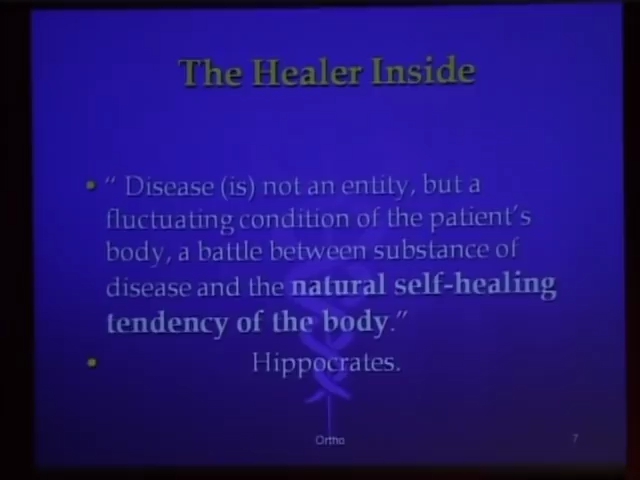 The Healer Inside
• “ Disease (is) not an entity, but a
fluctuating condition of the patient’s
body, a battle between substance of
disease and the natural self-healing
tendency of the body.”
• Hippocrates.
Ortho
7